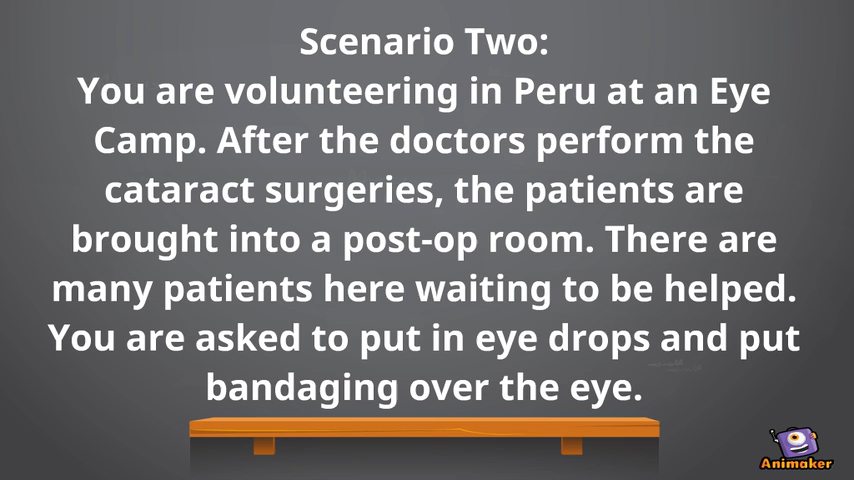 Scenario Two:
You are volunteering in Peru at an Eye
Camp. After the doctors perform the
cataract surgeries, the patients are
brought into a post-op room. There are
many patients here waiting to be helped.
You are asked to put in eye drops and put
bandaging over the eye.
Animaker